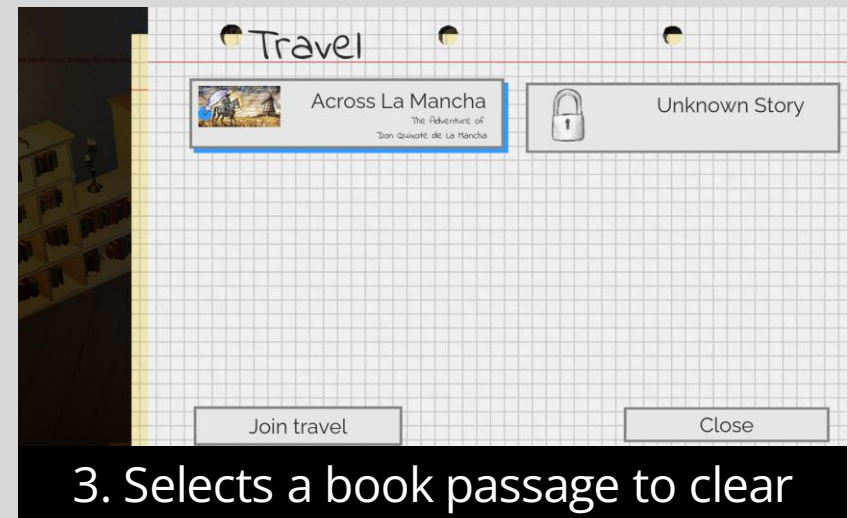 Travel
Across La Mancha
The Adventure of
Don Quixote de La Mancha
Unknown Story
Join travel
Close
3. Selects a book passage to clear